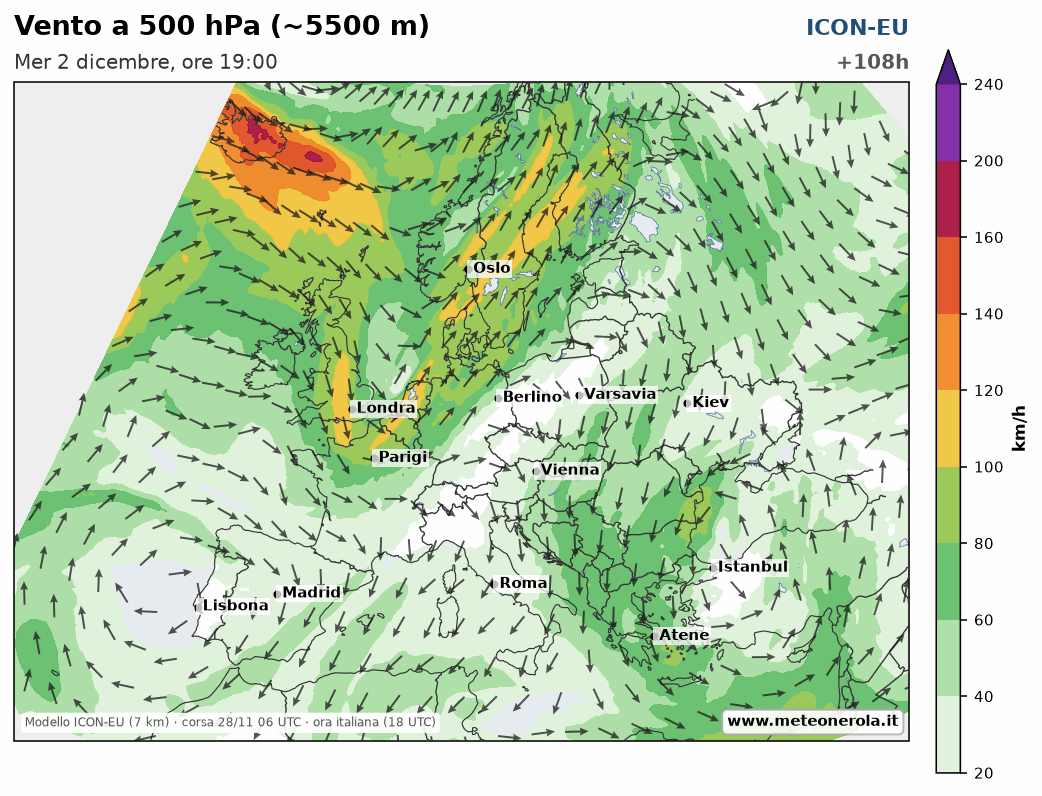 Vento a 500 hPa (~5500 m)
ICON-EU
Mer 2 dicembre, ore 19:00
+108h
240
200
160
140
120
100
80
60
40
20
km/h
Oslo
Londra
Berlino
Varsavia
Kiev
Parigi
Vienna
Istanbul
Roma
Madrid
Lisbona
Atene
Modello ICON-EU (7 km) · corsa 28/11 06 UTC · ora italiana (18 UTC)
www.meteonerola.it